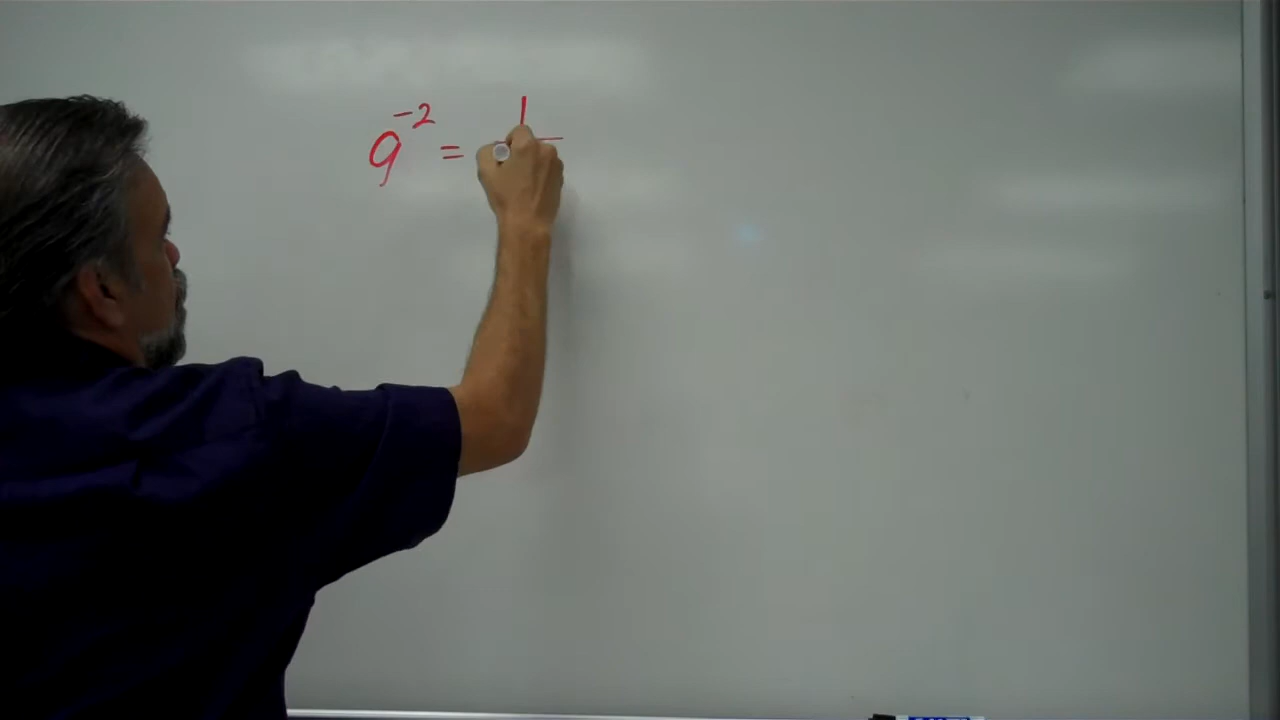 9⁻² = 1/